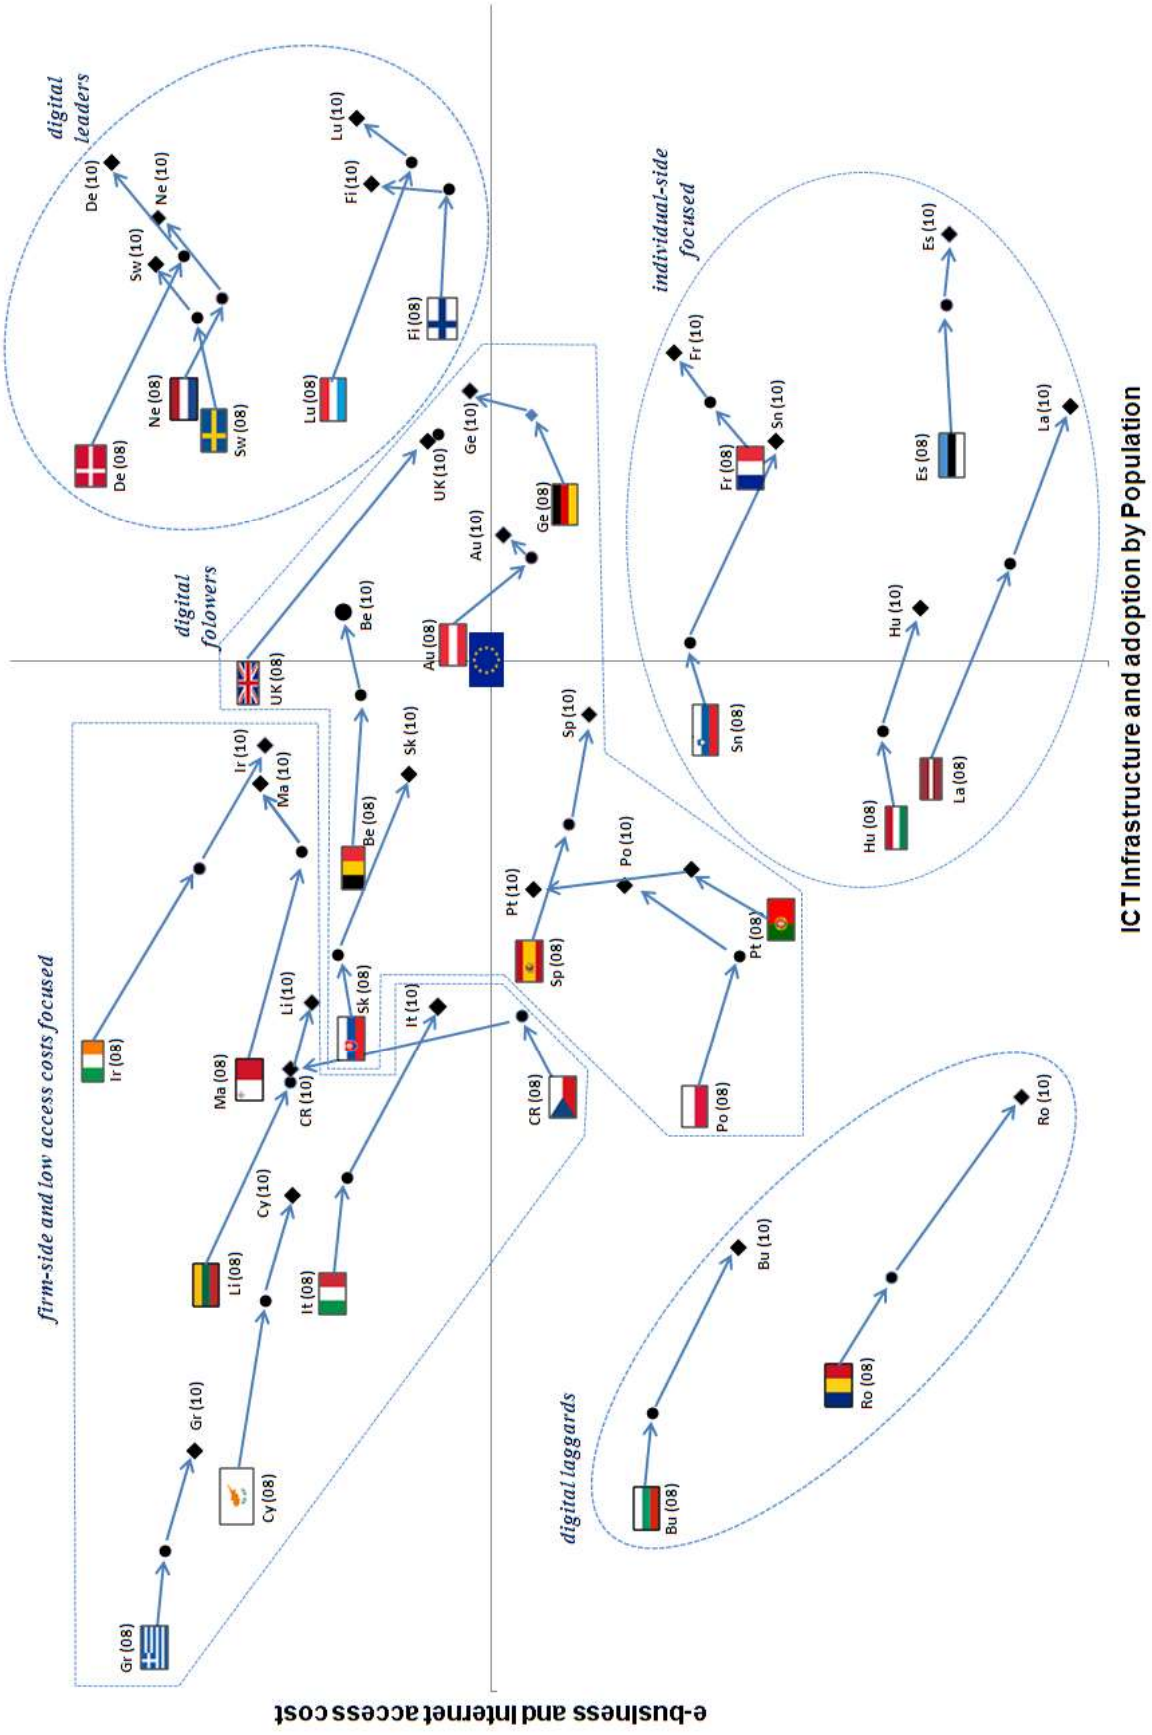 digital
leaders
De (10)
Ne (10)
Sw (10)
Lu (10)
Fi (10)
Fi (08)
Ne (08)
Lu (08)
Sw (08)
De (08)
individual-side
focused
Es (10)
Fr (10)
Sn (10)
La (10)
Fr (08)
Es (08)
Hu (10)
Sn (08)
La (08)
Hu (08)
digital
folowers
Ge (10)
UK (10)
Ge (08)
Au (10)
Be (10)
Au (08)
UK (08)
Sp (10)
Sk (10)
Be (08)
Po (10)
Pt (10)
Pt (08)
Sp (08)
Sk (08)
Po (08)
firm-side and low access costs focused
Ir (10)
Ma (10)
Li (10)
It (10)
Ir (08)
Ma (08)
CR (10)
CR (08)
Cy (10)
Li (08)
It (08)
Gr (10)
Cy (08)
Gr (08)
digital laggards
Ro (10)
Bu (10)
Ro (08)
Bu (08)
ICT Infrastructure and adoption by Population
e-business and Internet access cost